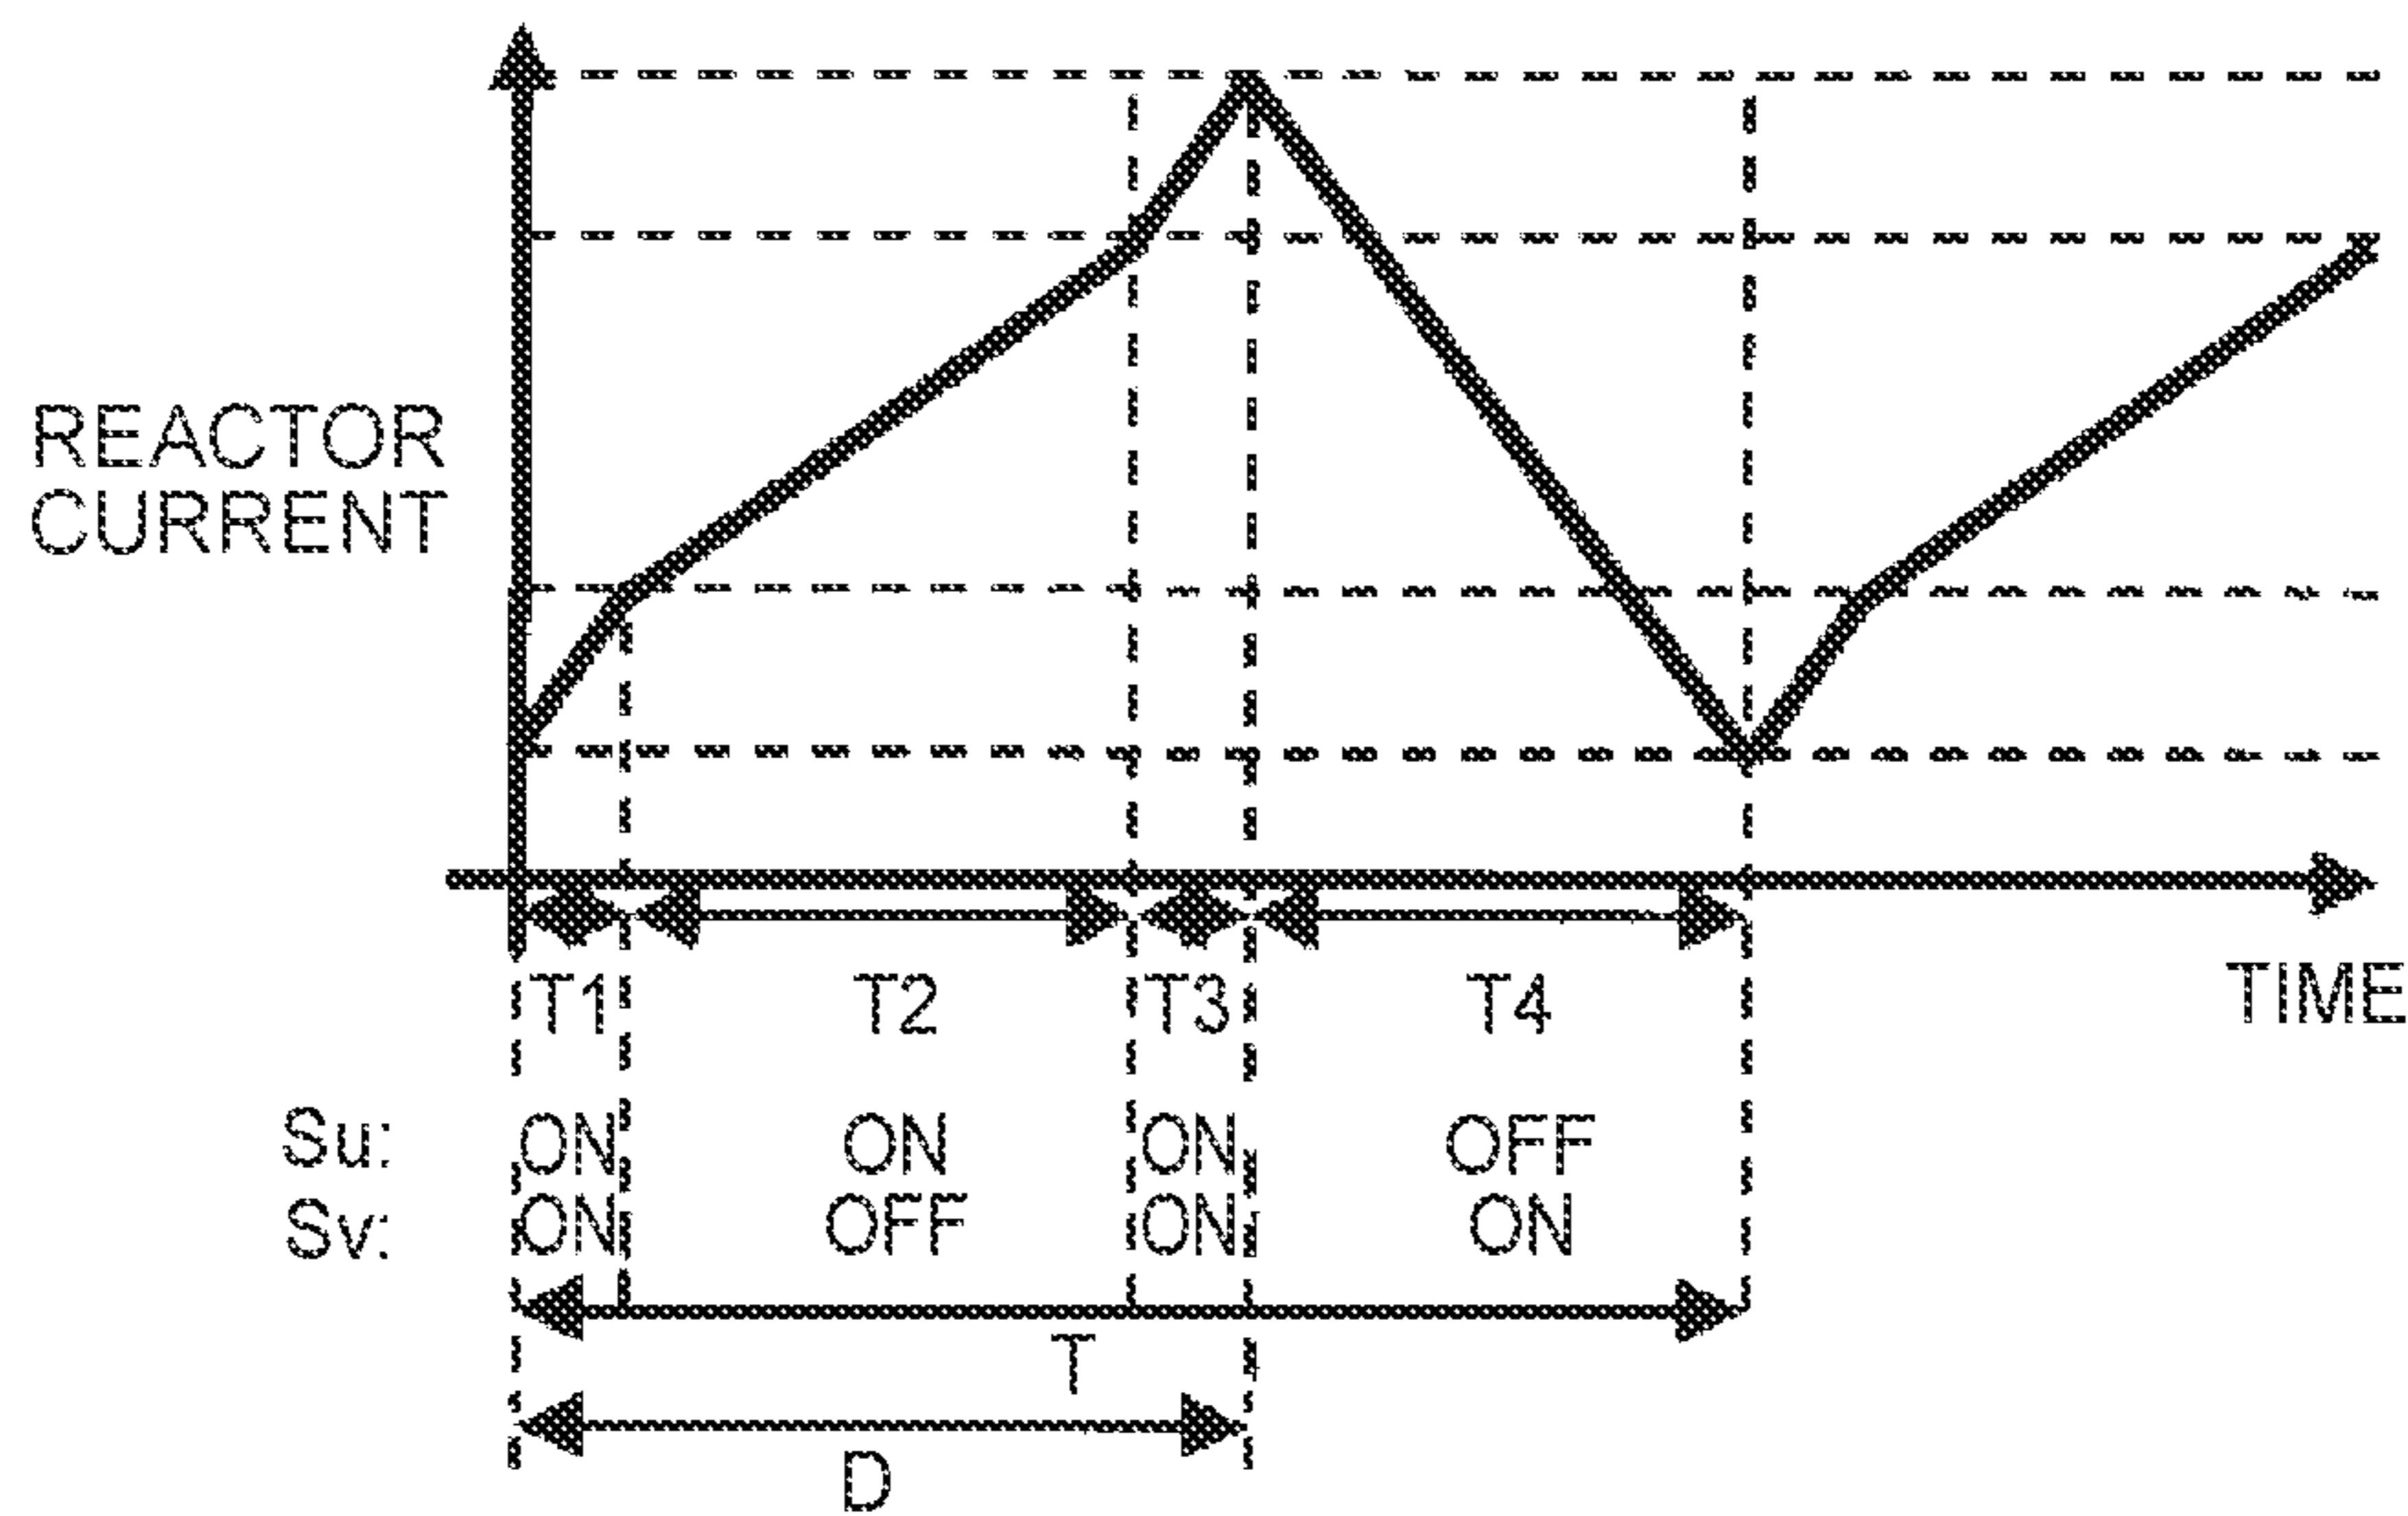 REACTOR
CURRENT
T1 T2 T3 T4 TIME
Su: ON ON ON OFF
Sv: ON OFF ON ON
T
D